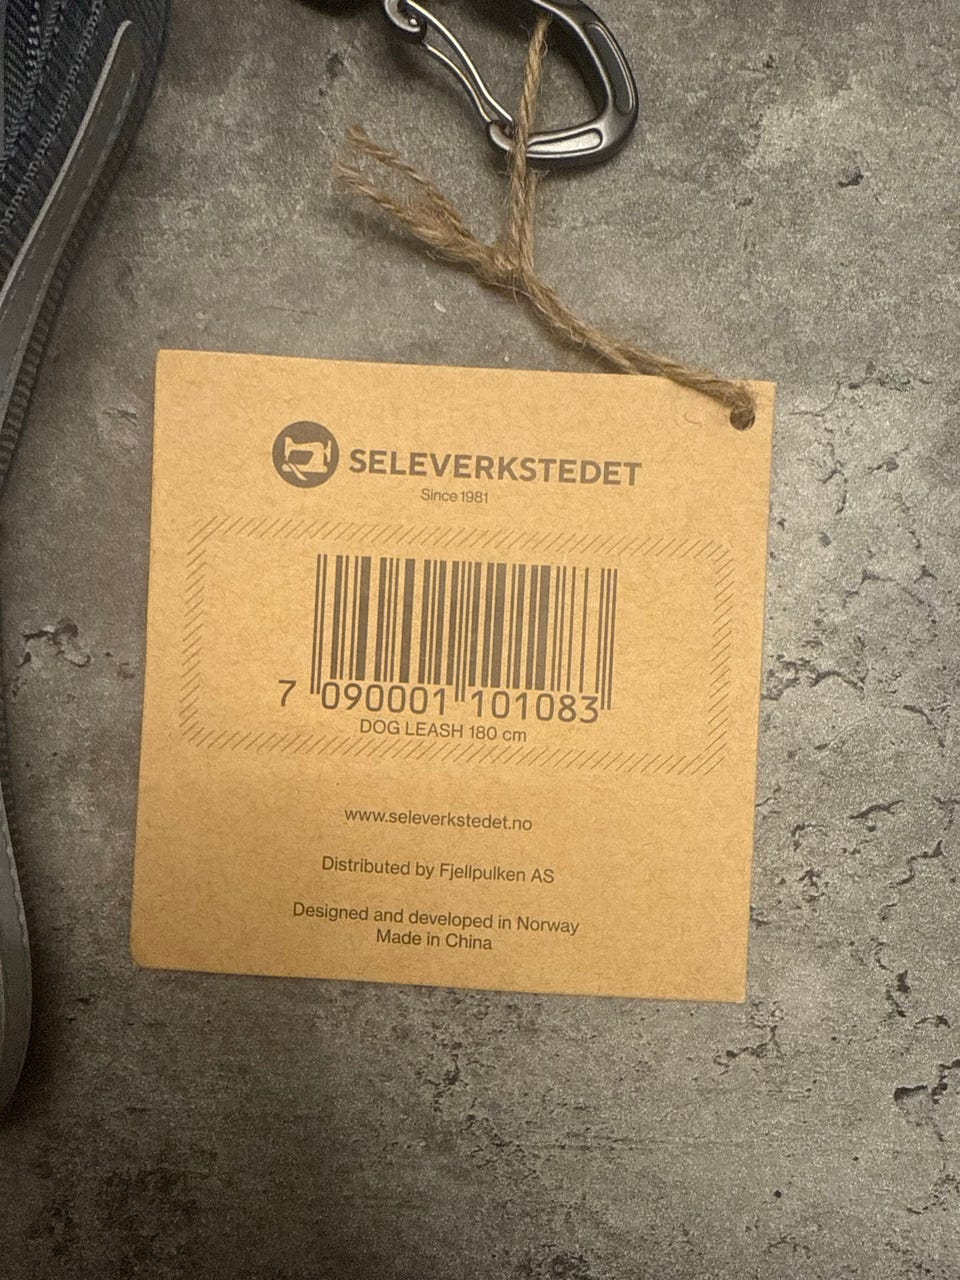 SELEVERKSTEDET
Since 1981
7 090001 101083
DOG LEASH 180 cm
www.seleverkstedet.no
Distributed by Fjellpulken AS
Designed and developed in Norway
Made in China